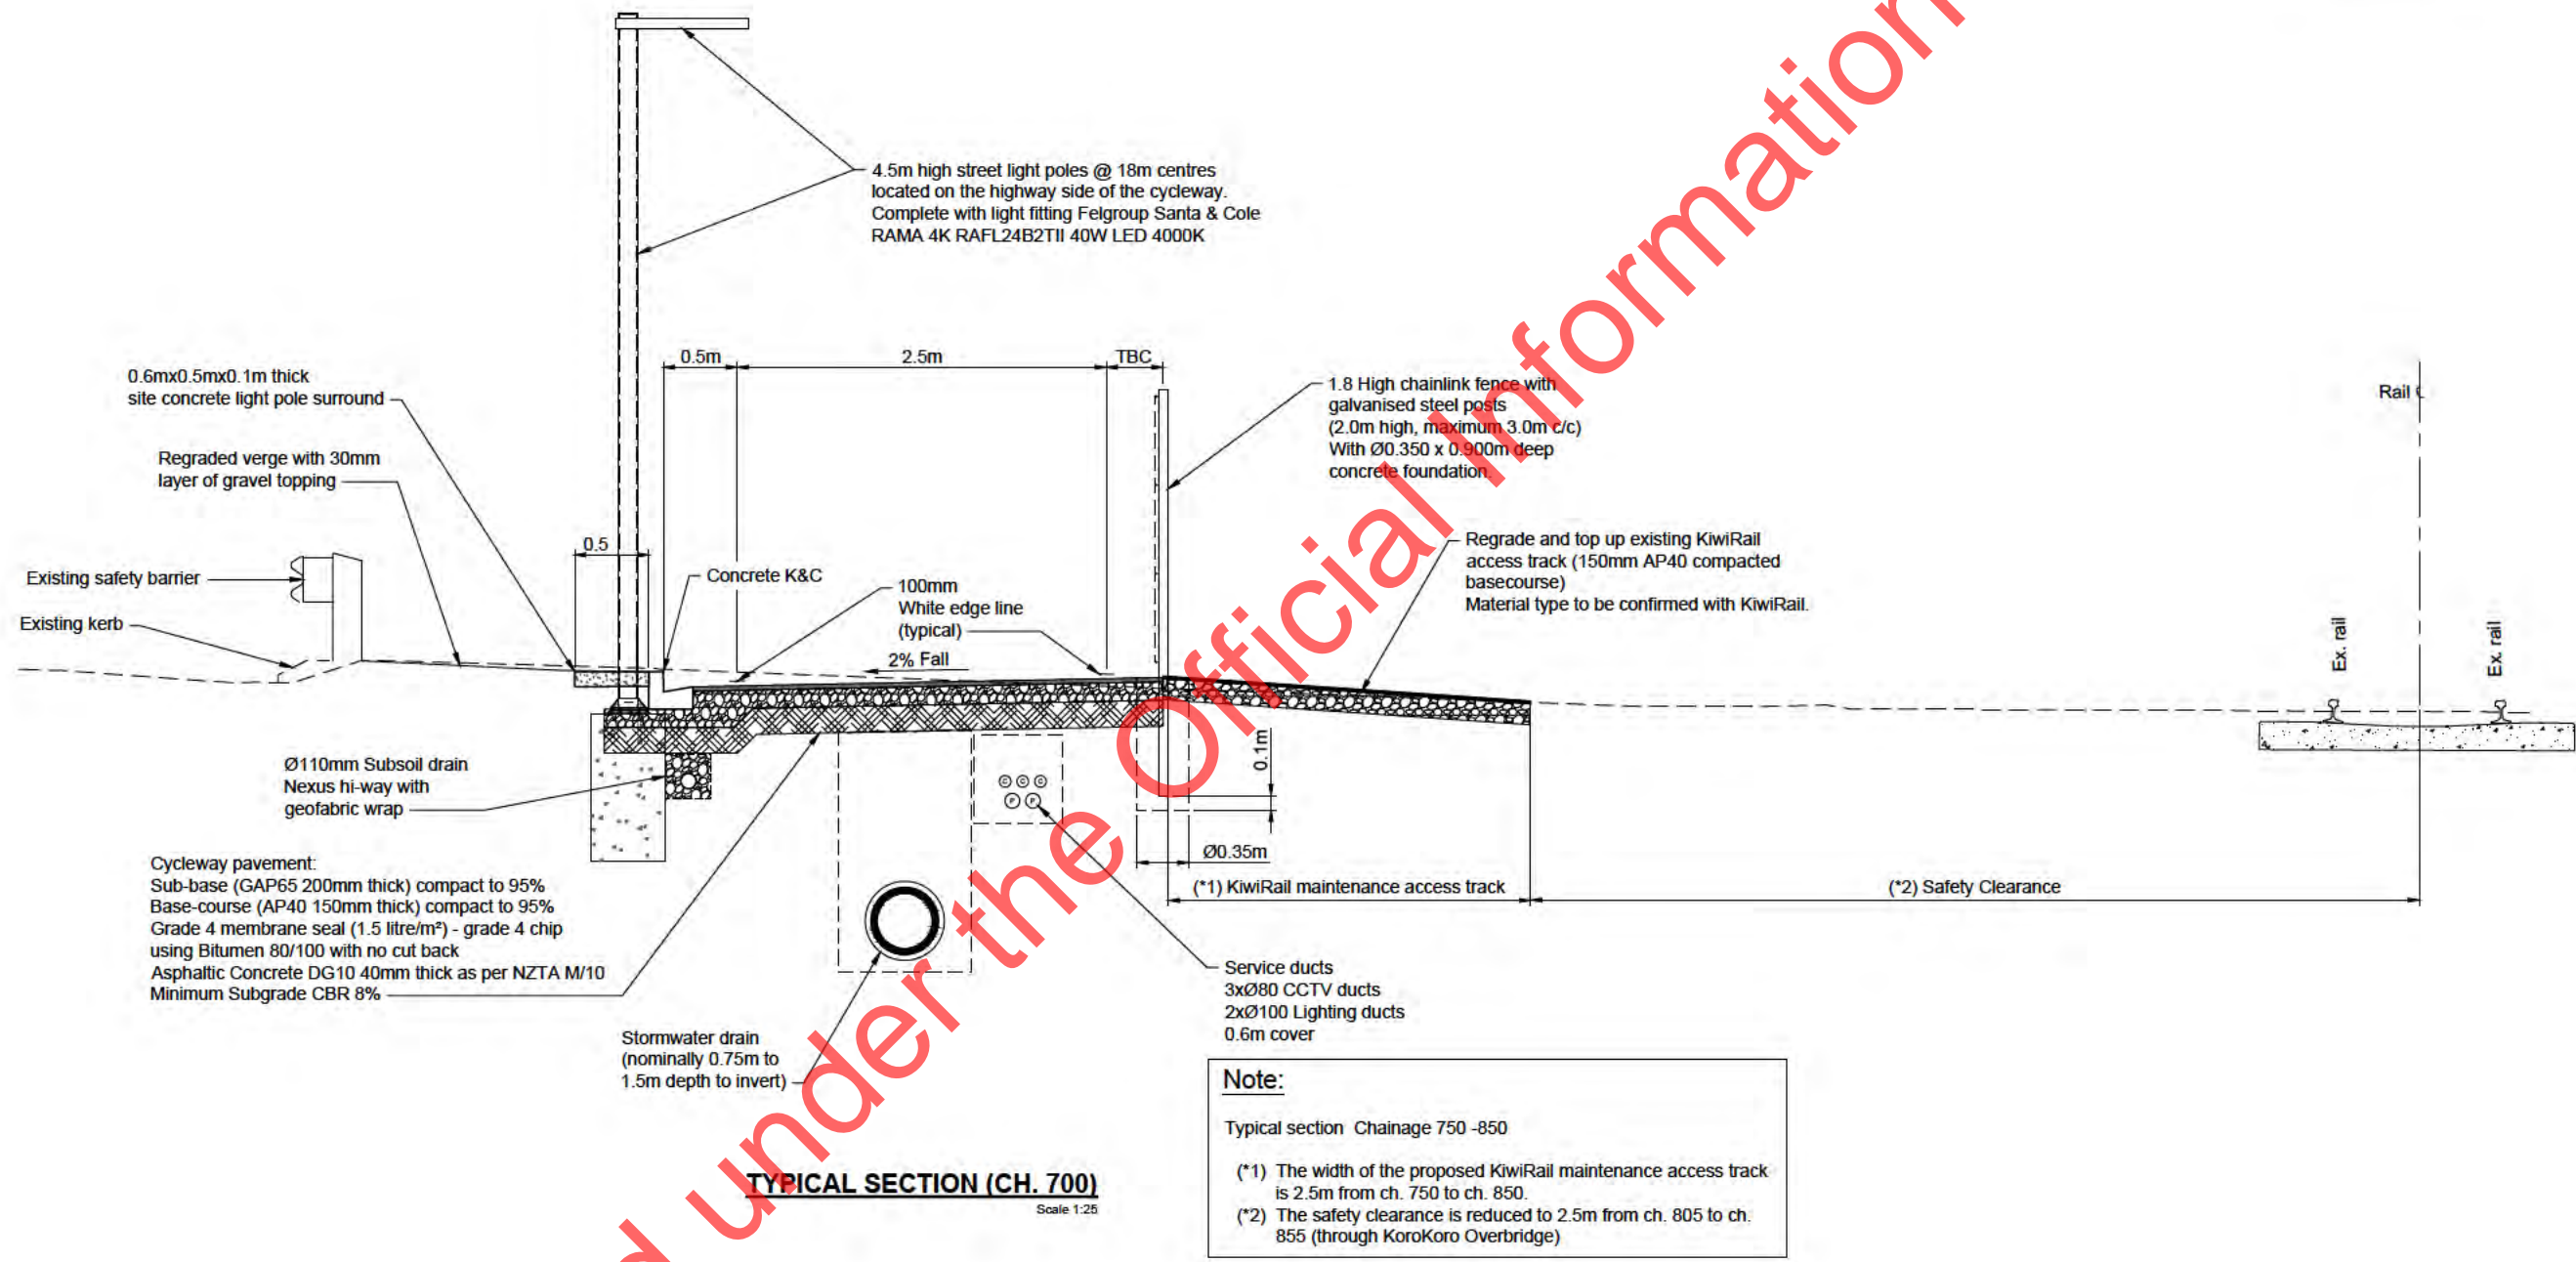 4.5m high street light poles @ 18m centres
located on the highway side of the cycleway.
Complete with light fitting Felgroup Santa & Cole
RAMA 4K RAFL24B2TII 40W LED 4000K
0.5m
2.5m
TBC
0.6mx0.5mx0.1m thick
site concrete light pole surround
1.8 High chainlink fence with
galvanised steel posts
(2.0m high, maximum 3.0m c/c)
With Ø0.350 x 0.900m deep
concrete foundation.
Rail ℄
Regraded verge with 30mm
layer of gravel topping
0.5
Existing safety barrier
Existing kerb
Concrete K&C
100mm
White edge line
(typical)
2% Fall
Regrade and top up existing KiwiRail
access track (150mm AP40 compacted
basecourse)
Material type to be confirmed with KiwiRail.
Ex. rail
Ex. rail
0.1m
Ø110mm Subsoil drain
Nexus hi-way with
geofabric wrap
C C C
P P
Ø0.35m
(*1) KiwiRail maintenance access track
(*2) Safety Clearance
Cycleway pavement:
Sub-base (GAP65 200mm thick) compact to 95%
Base-course (AP40 150mm thick) compact to 95%
Grade 4 membrane seal (1.5 litre/m²) - grade 4 chip
using Bitumen 80/100 with no cut back
Asphaltic Concrete DG10 40mm thick as per NZTA M/10
Minimum Subgrade CBR 8%
Service ducts
3xØ80 CCTV ducts
2xØ100 Lighting ducts
0.6m cover
Stormwater drain
(nominally 0.75m to
1.5m depth to invert)
Note:
Typical section Chainage 750 -850
(*1) The width of the proposed KiwiRail maintenance access track
is 2.5m from ch. 750 to ch. 850.
(*2) The safety clearance is reduced to 2.5m from ch. 805 to ch.
855 (through KoroKoro Overbridge)
TYPICAL SECTION (CH. 700)
Scale 1:25
under the Official Information